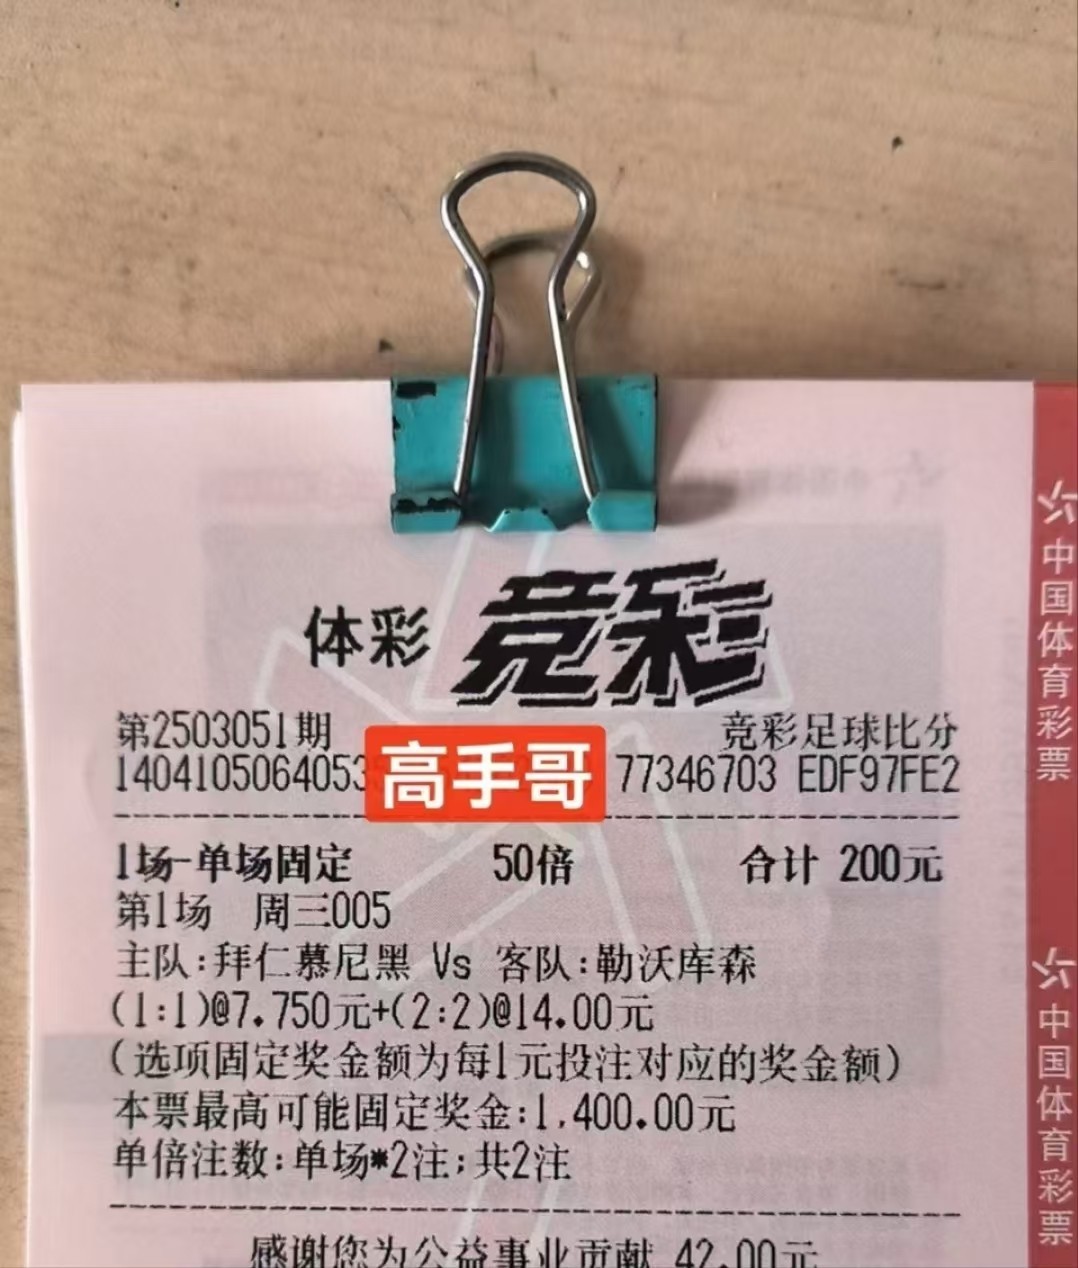 体彩 竞彩
第2503051期 竞彩足球比分
14041050640535 高手哥 77346703 EDF97FE2
1场-单场固定 50倍 合计 200元
第1场 周三005
主队:拜仁慕尼黑 Vs 客队:勒沃库森
(1:1)@7.750元+(2:2)@14.00元
(选项固定奖金额为每1元投注对应的奖金额)
本票最高可能固定奖金:1,400.00元
单倍注数:单场*2注;共2注
感谢您为公益事业贡献 42.00元
中国体育彩票
中国体育彩票